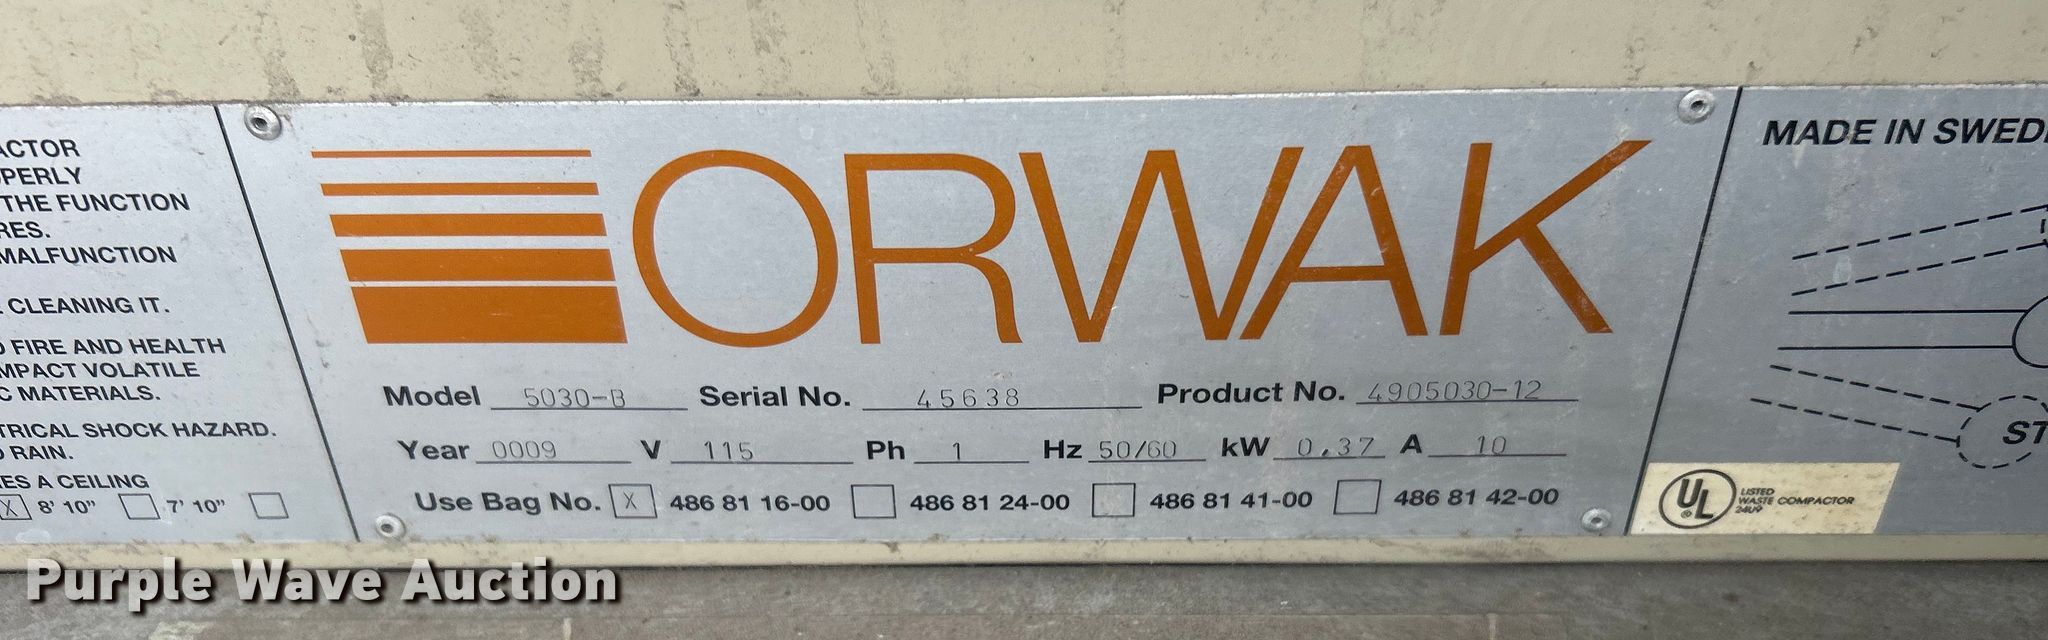 ACTOR
PERLY
THE FUNCTION
RES.
MALFUNCTION
CLEANING IT.
FIRE AND HEALTH
MPACT VOLATILE
C MATERIALS.
TRICAL SHOCK HAZARD.
RAIN.
ES A CEILING
X 8' 10" 7' 10"
ORWAK
Model 5030-B Serial No. 45638 Product No. 4905030-12
Year 0009 V 115 Ph 1 Hz 50/60 kW 0.37 A 10
Use Bag No. X 486 81 16-00 486 81 24-00 486 81 41-00 486 81 42-00
MADE IN SWED
ST
UL
®
LISTED
WASTE COMPACTOR
24U9
Purple Wave Auction